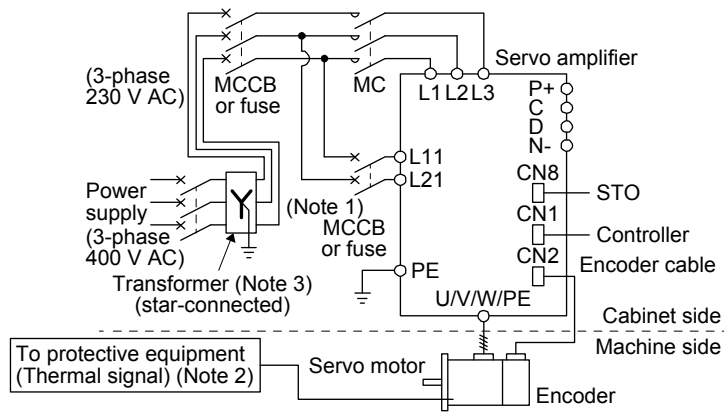 Servo amplifier
(3-phase
230 V AC)
MCCB
or fuse
MC
L1 L2 L3
P+
C
D
N-
L11
L21
CN8
STO
Power
supply
(3-phase
400 V AC)
(Note 1)
MCCB
or fuse
CN1
Controller
CN2
Encoder cable
Transformer (Note 3)
(star-connected)
PE
U/V/W/PE
Cabinet side
Machine side
To protective equipment
(Thermal signal) (Note 2)
Servo motor
Encoder